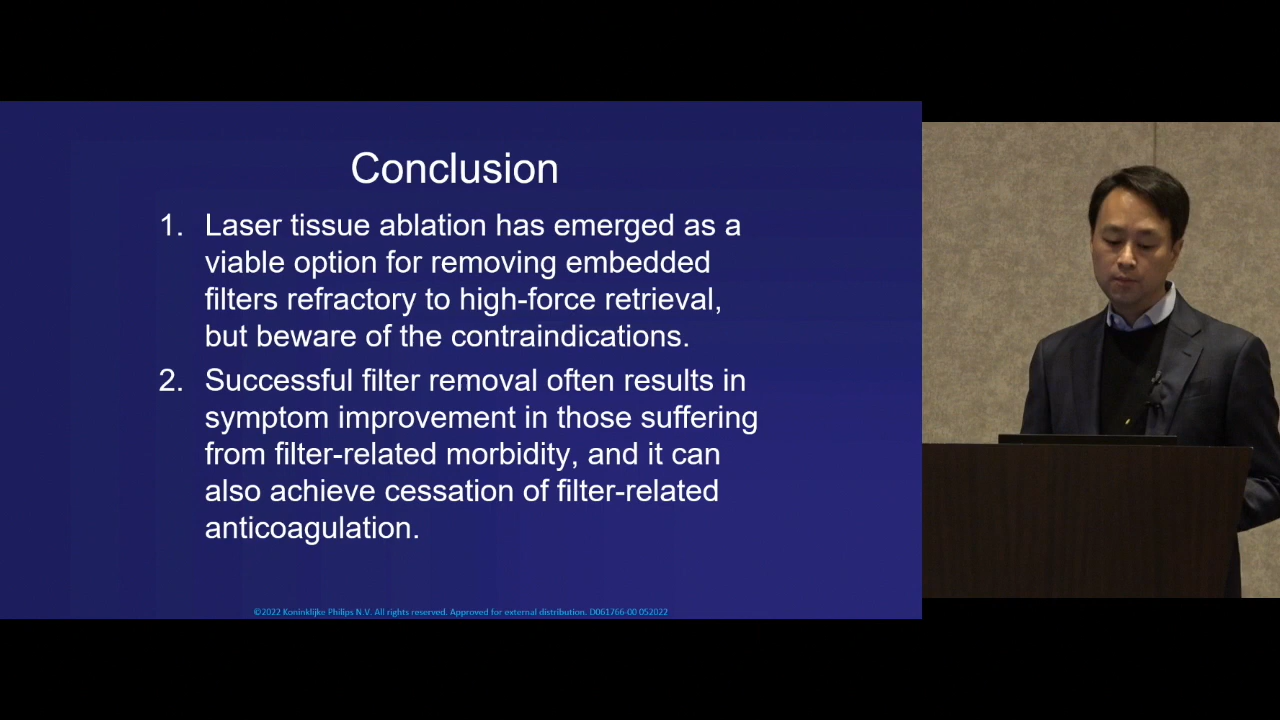 Conclusion
1. Laser tissue ablation has emerged as a
viable option for removing embedded
filters refractory to high-force retrieval,
but beware of the contraindications.
2. Successful filter removal often results in
symptom improvement in those suffering
from filter-related morbidity, and it can
also achieve cessation of filter-related
anticoagulation.
©2022 Koninklijke Philips N.V. All rights reserved. Approved for external distribution. D061766-00 052022